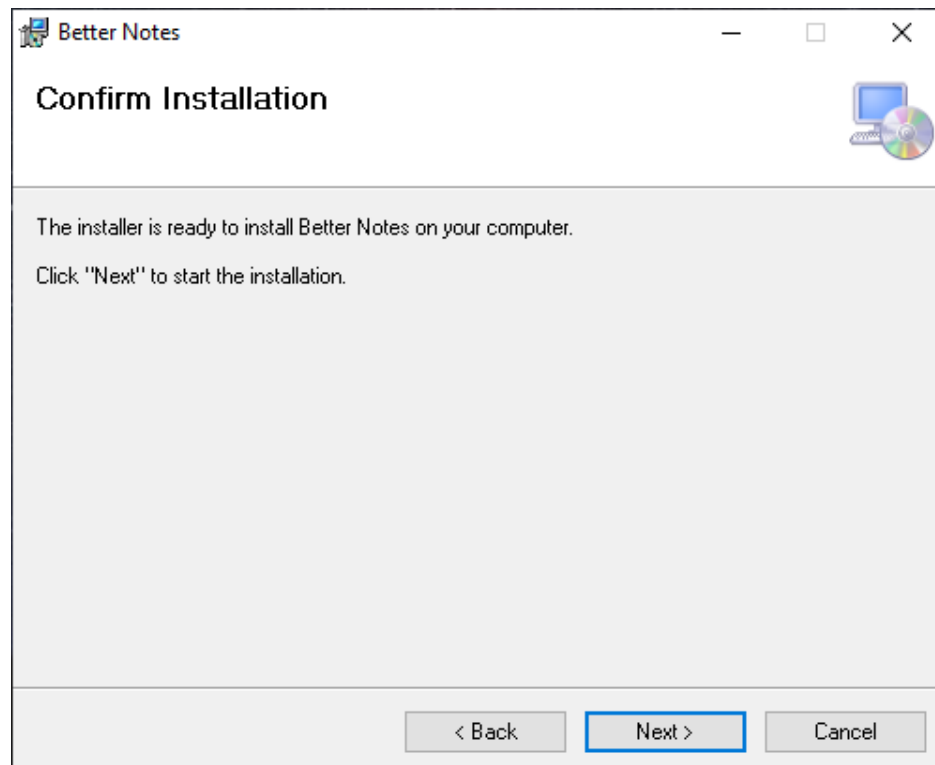 Better Notes
Confirm Installation
The installer is ready to install Better Notes on your computer.
Click "Next" to start the installation.
< Back
Next >
Cancel